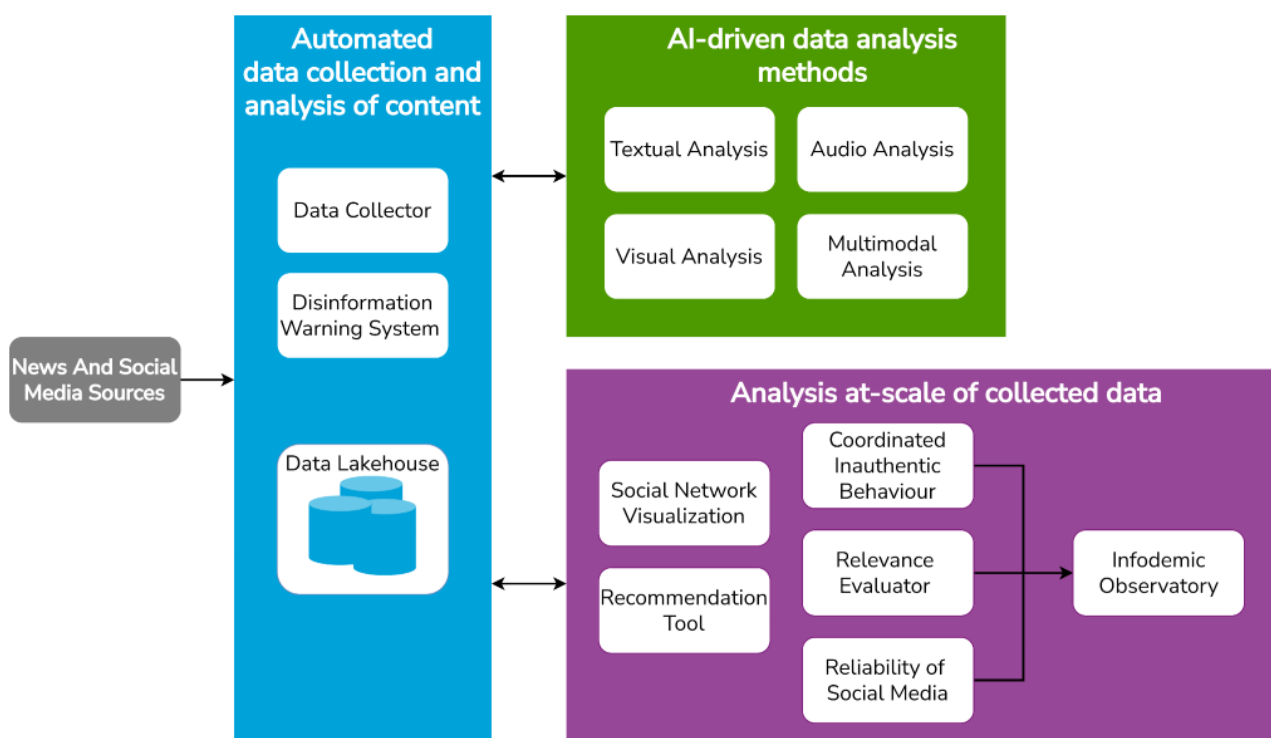 News And Social
Media Sources
Automated
data collection and
analysis of content
Data Collector
Disinformation
Warning System
Data Lakehouse
AI-driven data analysis
methods
Textual Analysis
Audio Analysis
Visual Analysis
Multimodal
Analysis
Analysis at-scale of collected data
Social Network
Visualization
Recommendation
Tool
Coordinated
Inauthentic
Behaviour
Relevance
Evaluator
Reliability of
Social Media
Infodemic
Observatory